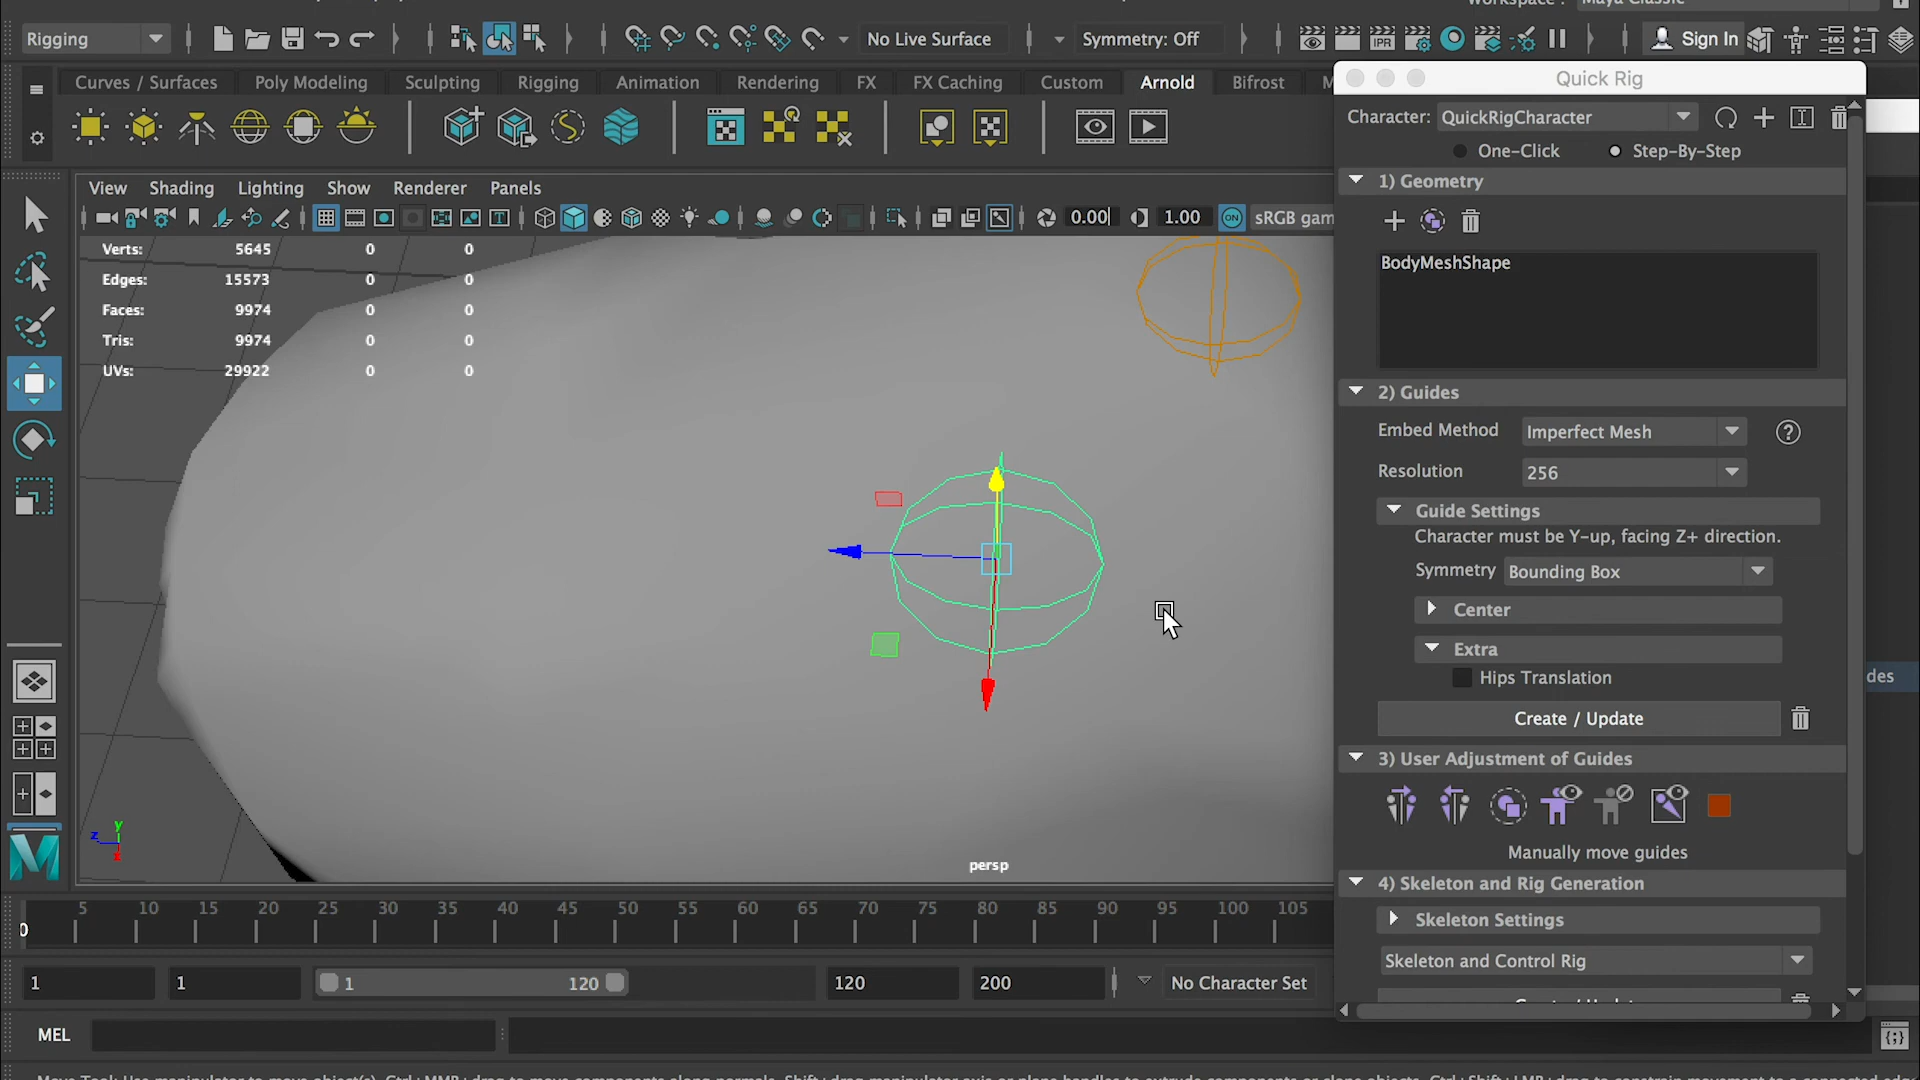 Rigging
No Live Surface
Symmetry: Off
IPR
Sign In
Curves / Surfaces
Poly Modeling
Sculpting
Rigging
Animation
Rendering
FX
FX Caching
Custom
Arnold
Bifrost
View
Shading
Lighting
Show
Renderer
Panels
0.00
1.00
ON
sRGB gam
Verts: 5645 0 0
Edges: 15573 0 0
Faces: 9974 0 0
Tris: 9974 0 0
UVs: 29922 0 0
persp
z y x
Quick Rig
Character: QuickRigCharacter
One-Click
Step-By-Step
1) Geometry
BodyMeshShape
2) Guides
Embed Method Imperfect Mesh ?
Resolution 256
Guide Settings
Character must be Y-up, facing Z+ direction.
Symmetry Bounding Box
Center
Extra
Hips Translation
Create / Update
des
3) User Adjustment of Guides
Manually move guides
4) Skeleton and Rig Generation
Skeleton Settings
Skeleton and Control Rig
5 10 15 20 25 30 35 40 45 50 55 60 65 70 75 80 85 90 95 100 105
0
1
1
1
120
120
200
No Character Set
MEL